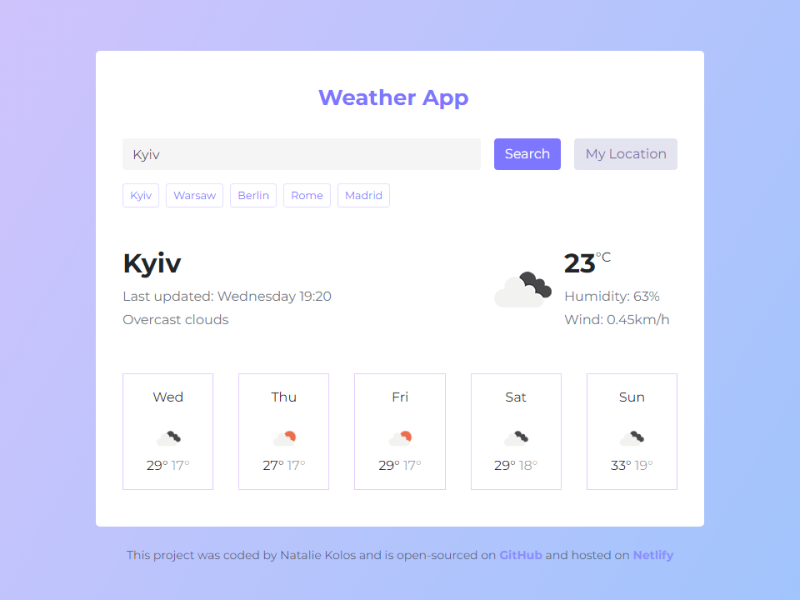 Weather App
Kyiv
Search
My Location
Kyiv
Warsaw
Berlin
Rome
Madrid
Kyiv
Last updated: Wednesday 19:20
Overcast clouds
23°C
Humidity: 63%
Wind: 0.45km/h
Wed
29° 17°
Thu
27° 17°
Fri
29° 17°
Sat
29° 18°
Sun
33° 19°
This project was coded by Natalie Kolos and is open-sourced on GitHub and hosted on Netlify